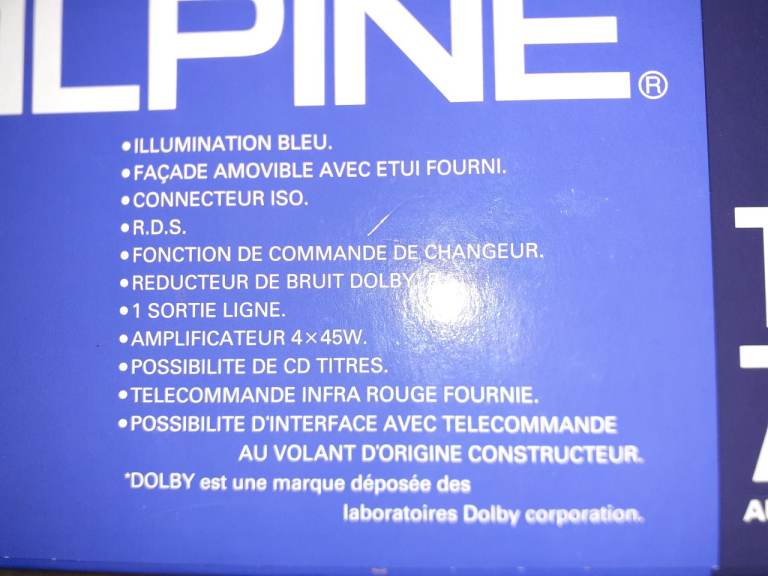 ALPINE®
•ILLUMINATION BLEU.
•FAÇADE AMOVIBLE AVEC ETUI FOURNI.
•CONNECTEUR ISO.
•R.D.S.
•FONCTION DE COMMANDE DE CHANGEUR.
•REDUCTEUR DE BRUIT DOLBY
•1 SORTIE LIGNE.
•AMPLIFICATEUR 4×45W.
•POSSIBILITE DE CD TITRES.
•TELECOMMANDE INFRA ROUGE FOURNIE.
•POSSIBILITE D'INTERFACE AVEC TELECOMMANDE
AU VOLANT D'ORIGINE CONSTRUCTEUR.
*DOLBY est une marque déposée des
laboratoires Dolby corporation.